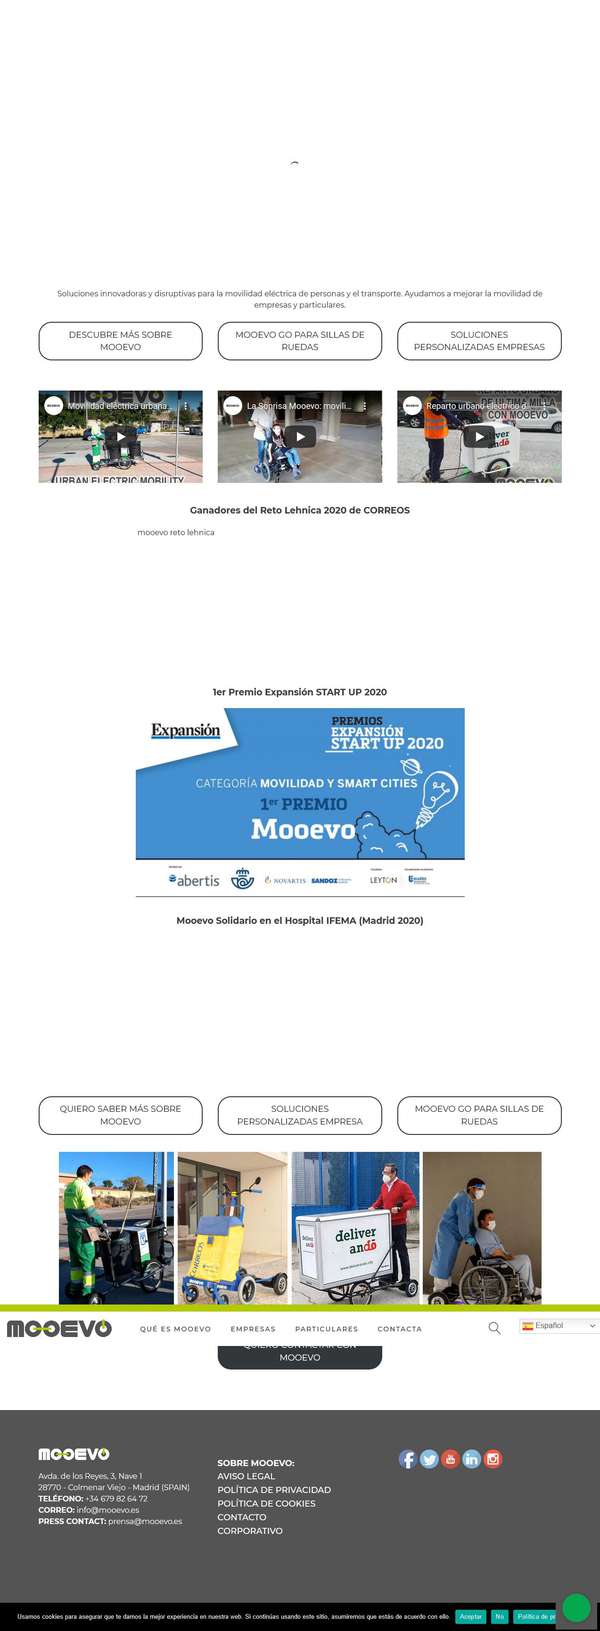 Soluciones innovadoras y disruptivas para la movilidad eléctrica de personas y el transporte. Ayudamos a mejorar la movilidad de
empresas y particulares.
DESCUBRE MÁS SOBRE
MOOEVO
MOOEVO GO PARA SILLAS DE
RUEDAS
SOLUCIONES
PERSONALIZADAS EMPRESAS
Movilidad eléctrica urbana...
URBAN ELECTRIC MOBILITY
La Sonrisa Mooevo: movili...
Reparto urbano eléctrico d...
CON MOOEVO
deliver
Ganadores del Reto Lehnica 2020 de CORREOS
mooevo reto lehnica
1er Premio Expansión START UP 2020
Expansión
PREMIOS
EXPANSIÓN
START UP 2020
CATEGORÍA MOVILIDAD Y SMART CITIES
1er PREMIO
Mooevo
abertis
NOVARTIS
SANDOZ
LEYTON
Mooevo Solidario en el Hospital IFEMA (Madrid 2020)
QUIERO SABER MÁS SOBRE
MOOEVO
SOLUCIONES
PERSONALIZADAS EMPRESA
MOOEVO GO PARA SILLAS DE
RUEDAS
CORREOS
deliver
andō
MOOEVO
QUÉ ES MOOEVO
EMPRESAS
PARTICULARES
CONTACTA
Español
QUIERO CONTACTAR CON
MOOEVO
MOOEVO
Avda. de los Reyes, 3, Nave 1
28770 - Colmenar Viejo - Madrid (SPAIN)
TELÉFONO: +34 679 82 64 72
CORREO: info@mooevo.es
PRESS CONTACT: prensa@mooevo.es
SOBRE MOOEVO:
AVISO LEGAL
POLÍTICA DE PRIVACIDAD
POLÍTICA DE COOKIES
CONTACTO
CORPORATIVO
Usamos cookies para asegurar que te damos la mejor experiencia en nuestra web. Si continúas usando este sitio, asumiremos que estás de acuerdo con ello.
Aceptar
No
Política de pr